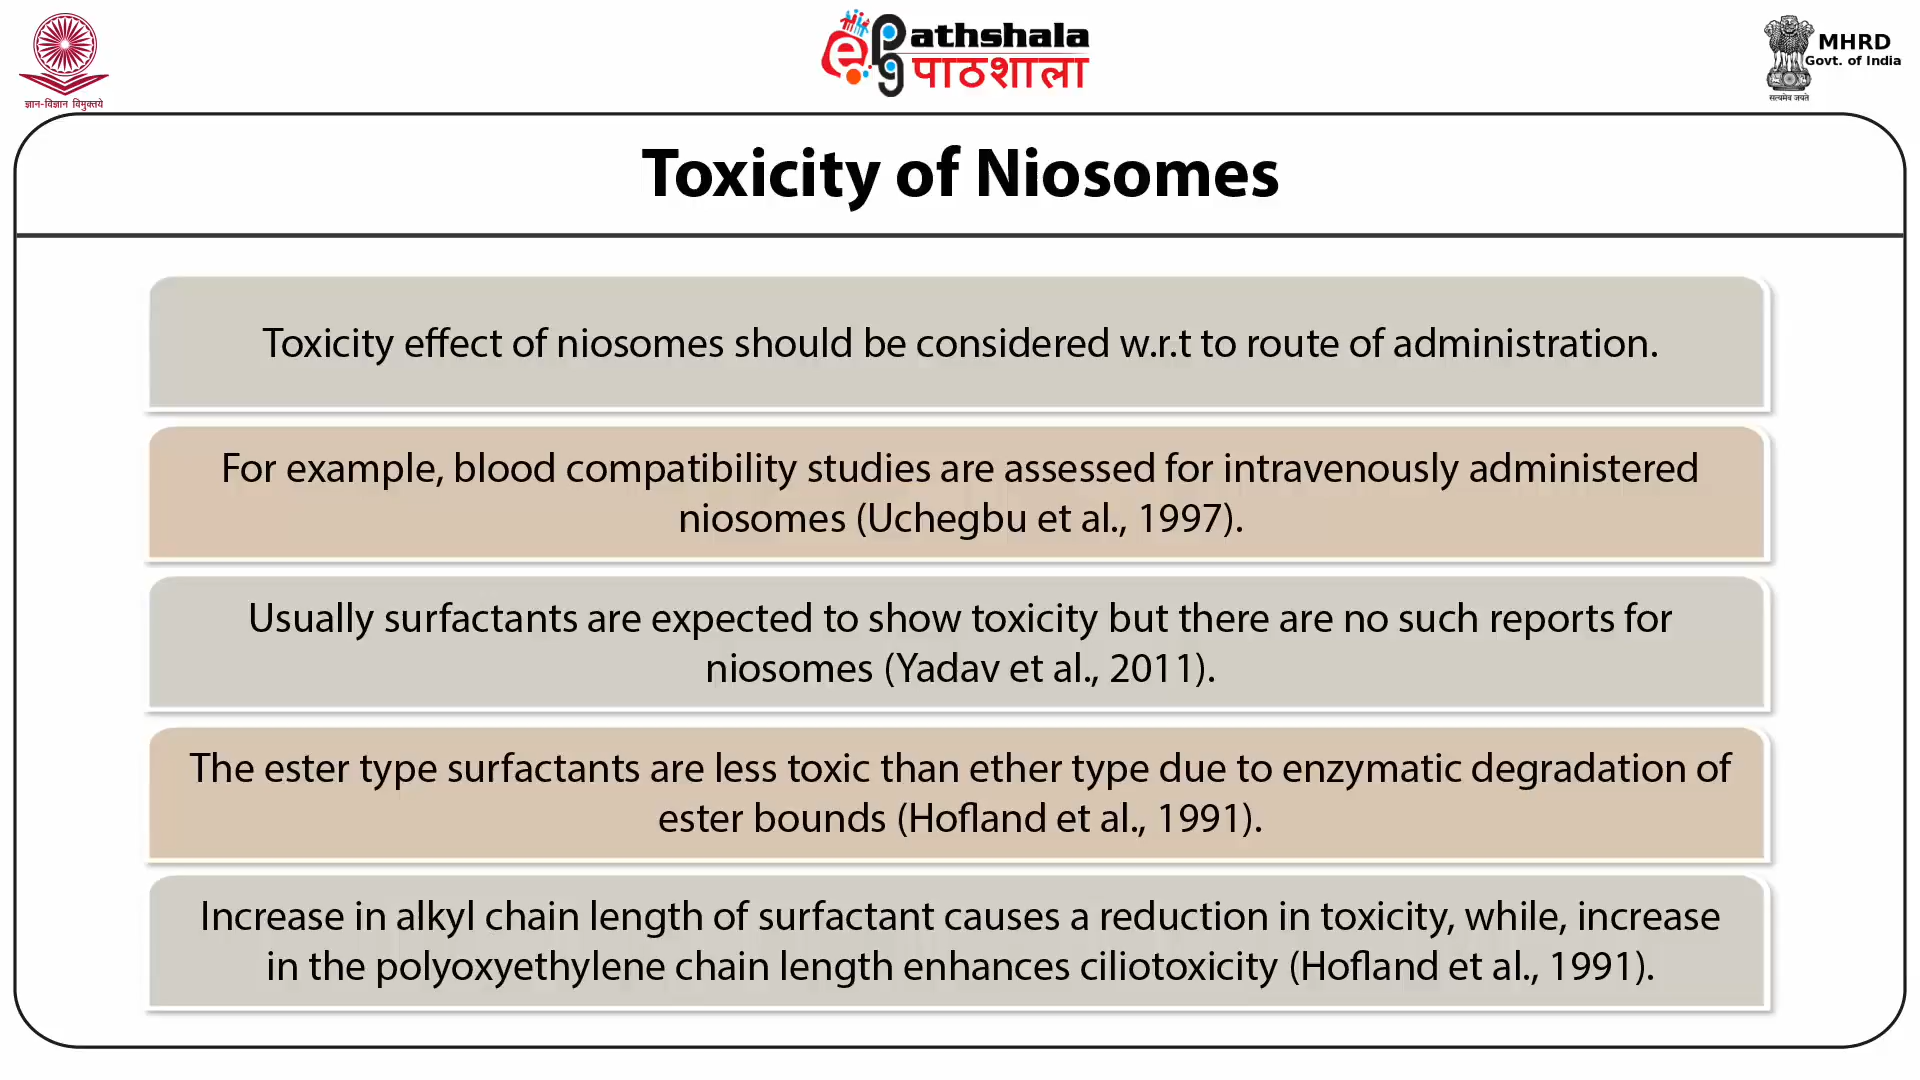 ज्ञान-विज्ञान विमुक्तये
ePathshala
पाठशाला
MHRD
Govt. of India
सत्यमेव जयते
Toxicity of Niosomes
Toxicity effect of niosomes should be considered w.r.t to route of administration.
For example, blood compatibility studies are assessed for intravenously administered
niosomes (Uchegbu et al., 1997).
Usually surfactants are expected to show toxicity but there are no such reports for
niosomes (Yadav et al., 2011).
The ester type surfactants are less toxic than ether type due to enzymatic degradation of
ester bounds (Hofland et al., 1991).
Increase in alkyl chain length of surfactant causes a reduction in toxicity, while, increase
in the polyoxyethylene chain length enhances ciliotoxicity (Hofland et al., 1991).